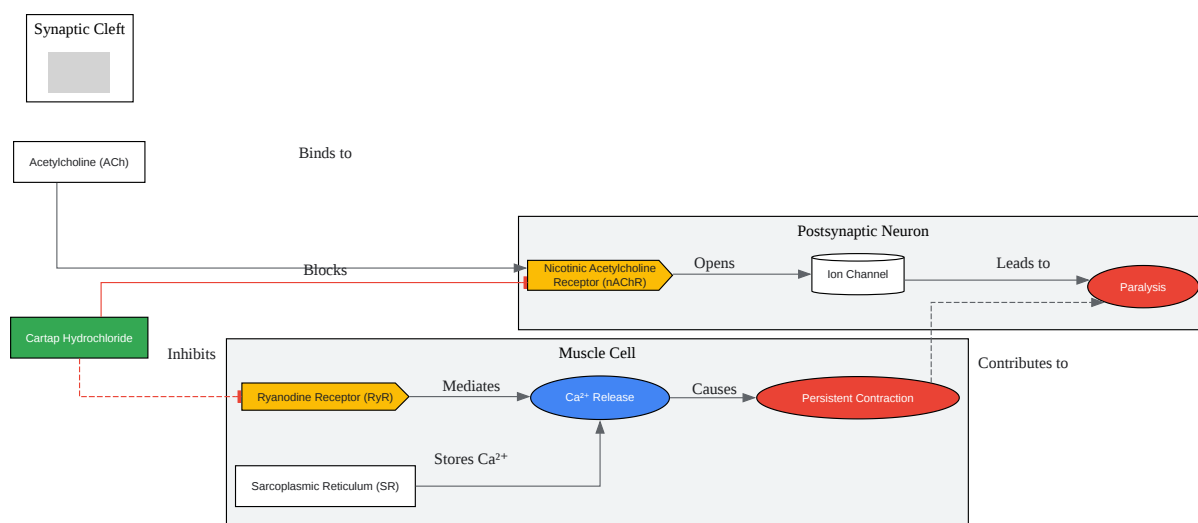 Synaptic Cleft
Acetylcholine (ACh)
Binds to
Postsynaptic Neuron
Blocks
Nicotinic Acetylcholine
Receptor (nAChR)
Opens
Ion Channel
Leads to
Paralysis
Cartap Hydrochloride
Inhibits
Muscle Cell
Contributes to
Ryanodine Receptor (RyR)
Mediates
Ca²⁺ Release
Causes
Persistent Contraction
Stores Ca²⁺
Sarcoplasmic Reticulum (SR)